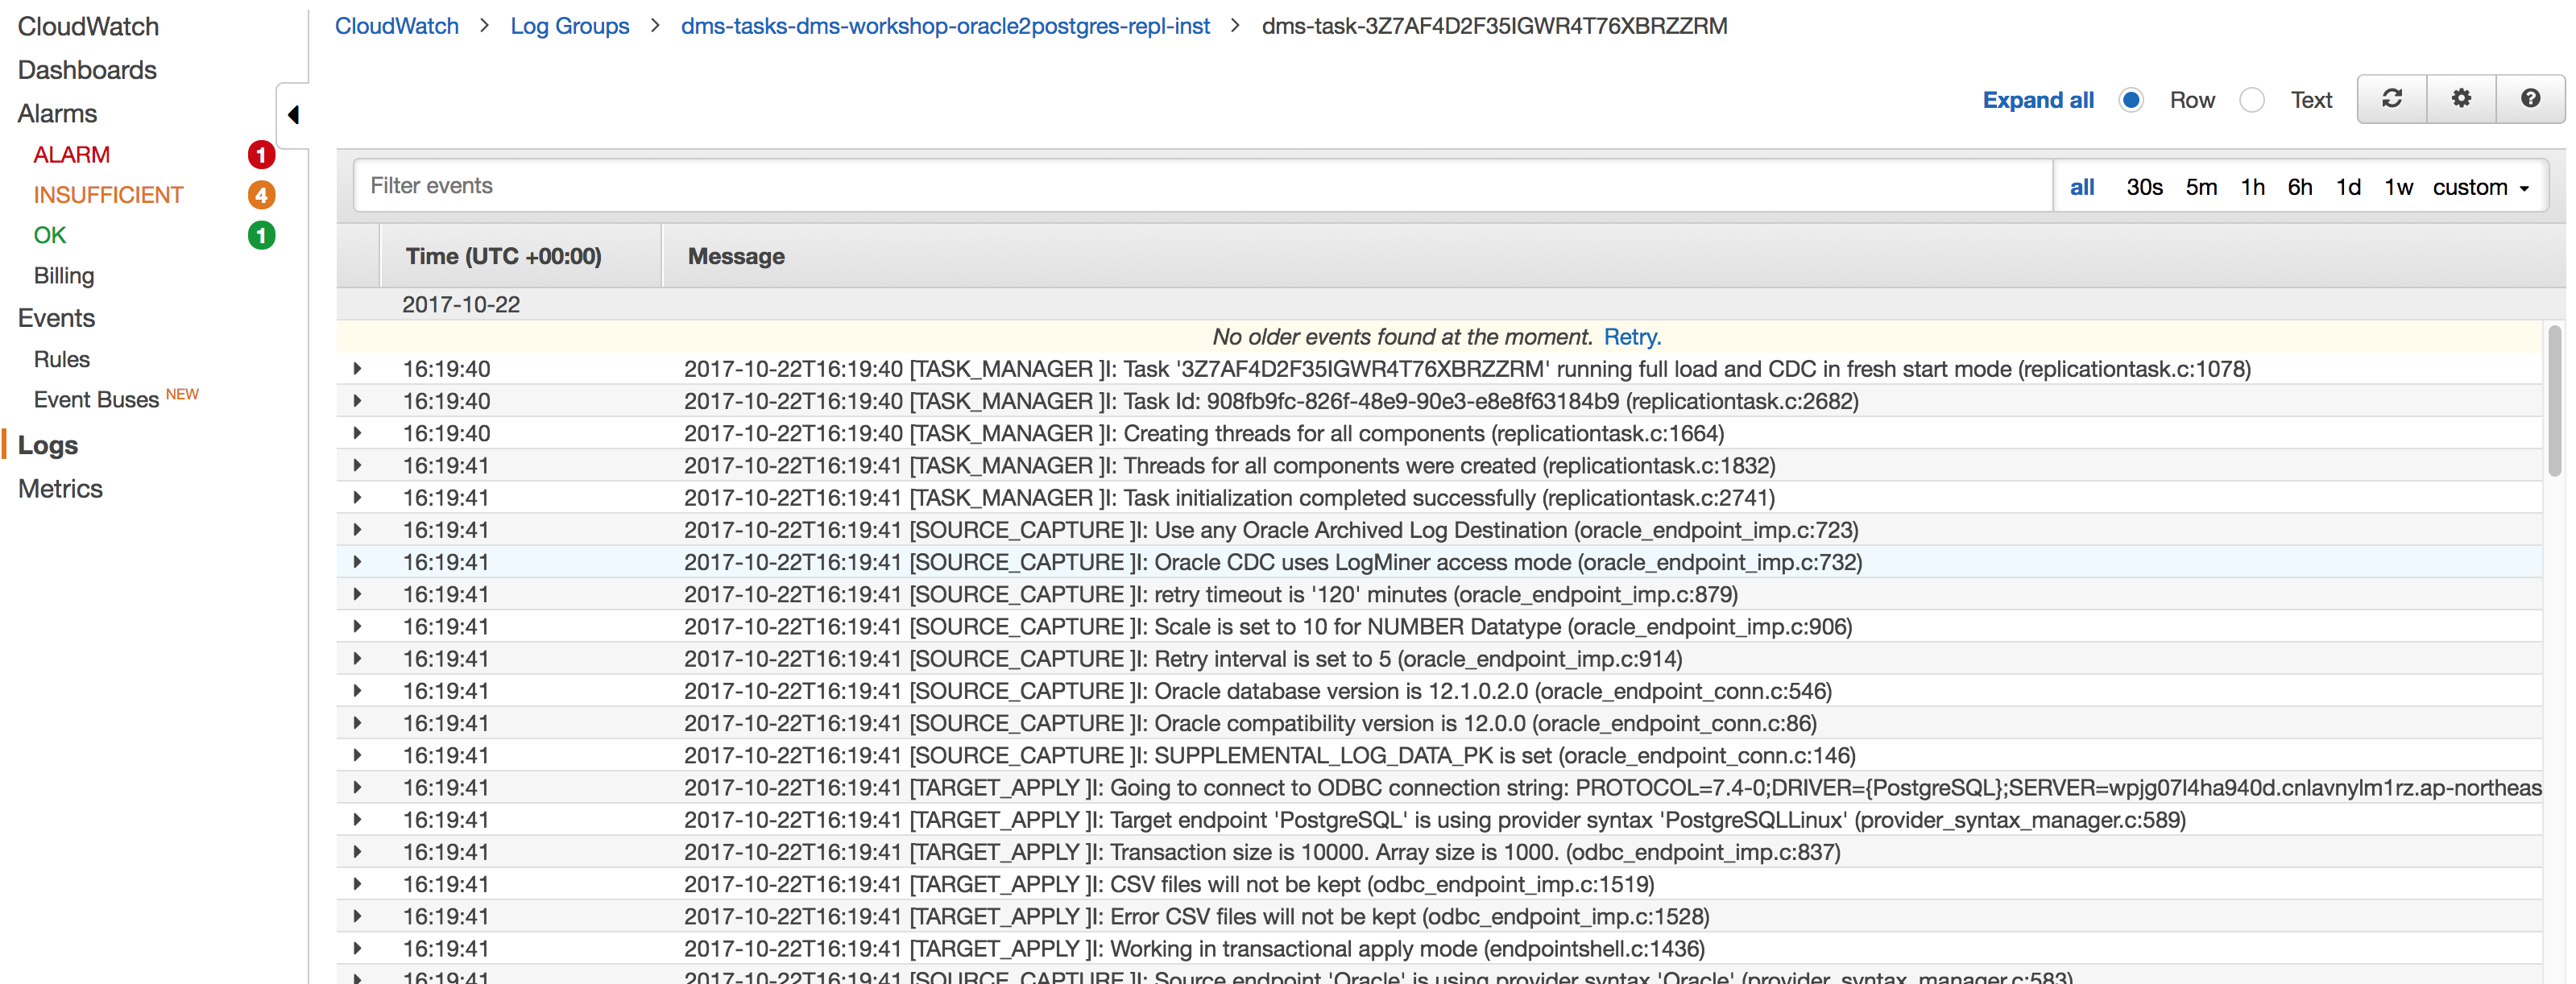 CloudWatch
Dashboards
Alarms
ALARM 1
INSUFFICIENT 4
OK 1
Billing
Events
Rules
Event Buses NEW
Logs
Metrics
CloudWatch > Log Groups > dms-tasks-dms-workshop-oracle2postgres-repl-inst > dms-task-3Z7AF4D2F35IGWR4T76XBRZZRM
Expand all Row Text
Filter events all 30s 5m 1h 6h 1d 1w custom
Time (UTC +00:00) Message
2017-10-22
No older events found at the moment. Retry.
16:19:40 2017-10-22T16:19:40 [TASK_MANAGER ]I: Task '3Z7AF4D2F35IGWR4T76XBRZZRM' running full load and CDC in fresh start mode (replicationtask.c:1078)
16:19:40 2017-10-22T16:19:40 [TASK_MANAGER ]I: Task Id: 908fb9fc-826f-48e9-90e3-e8e8f63184b9 (replicationtask.c:2682)
16:19:40 2017-10-22T16:19:40 [TASK_MANAGER ]I: Creating threads for all components (replicationtask.c:1664)
16:19:41 2017-10-22T16:19:41 [TASK_MANAGER ]I: Threads for all components were created (replicationtask.c:1832)
16:19:41 2017-10-22T16:19:41 [TASK_MANAGER ]I: Task initialization completed successfully (replicationtask.c:2741)
16:19:41 2017-10-22T16:19:41 [SOURCE_CAPTURE ]I: Use any Oracle Archived Log Destination (oracle_endpoint_imp.c:723)
16:19:41 2017-10-22T16:19:41 [SOURCE_CAPTURE ]I: Oracle CDC uses LogMiner access mode (oracle_endpoint_imp.c:732)
16:19:41 2017-10-22T16:19:41 [SOURCE_CAPTURE ]I: retry timeout is '120' minutes (oracle_endpoint_imp.c:879)
16:19:41 2017-10-22T16:19:41 [SOURCE_CAPTURE ]I: Scale is set to 10 for NUMBER Datatype (oracle_endpoint_imp.c:906)
16:19:41 2017-10-22T16:19:41 [SOURCE_CAPTURE ]I: Retry interval is set to 5 (oracle_endpoint_imp.c:914)
16:19:41 2017-10-22T16:19:41 [SOURCE_CAPTURE ]I: Oracle database version is 12.1.0.2.0 (oracle_endpoint_conn.c:546)
16:19:41 2017-10-22T16:19:41 [SOURCE_CAPTURE ]I: Oracle compatibility version is 12.0.0 (oracle_endpoint_conn.c:86)
16:19:41 2017-10-22T16:19:41 [SOURCE_CAPTURE ]I: SUPPLEMENTAL_LOG_DATA_PK is set (oracle_endpoint_conn.c:146)
16:19:41 2017-10-22T16:19:41 [TARGET_APPLY ]I: Going to connect to ODBC connection string: PROTOCOL=7.4-0;DRIVER={PostgreSQL};SERVER=wpjg07l4ha940d.cnlavnylm1rz.ap-northeas
16:19:41 2017-10-22T16:19:41 [TARGET_APPLY ]I: Target endpoint 'PostgreSQL' is using provider syntax 'PostgreSQLLinux' (provider_syntax_manager.c:589)
16:19:41 2017-10-22T16:19:41 [TARGET_APPLY ]I: Transaction size is 10000. Array size is 1000. (odbc_endpoint_imp.c:837)
16:19:41 2017-10-22T16:19:41 [TARGET_APPLY ]I: CSV files will not be kept (odbc_endpoint_imp.c:1519)
16:19:41 2017-10-22T16:19:41 [TARGET_APPLY ]I: Error CSV files will not be kept (odbc_endpoint_imp.c:1528)
16:19:41 2017-10-22T16:19:41 [TARGET_APPLY ]I: Working in transactional apply mode (endpointshell.c:1436)
16:19:41 2017-10-22T16:19:41 [SOURCE_CAPTURE ]I: Source endpoint 'Oracle' is using provider syntax 'Oracle' (provider_syntax_manager.c:583)